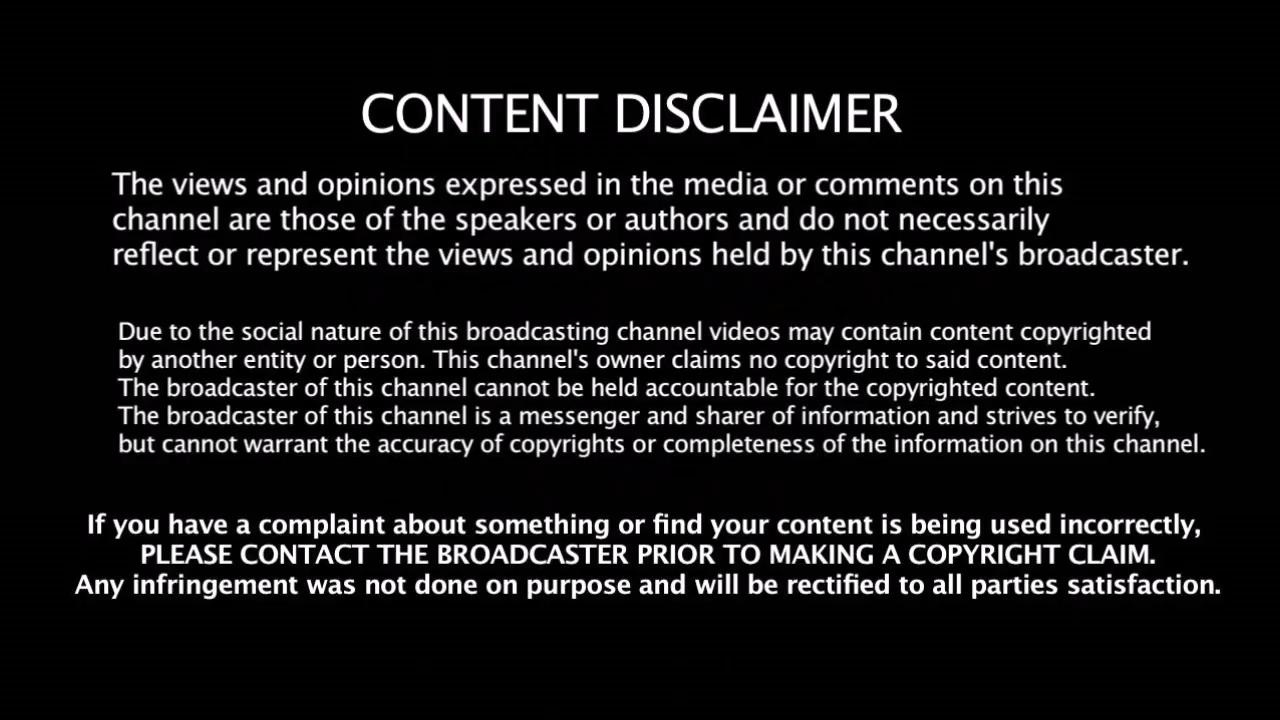 CONTENT DISCLAIMER
The views and opinions expressed in the media or comments on this
channel are those of the speakers or authors and do not necessarily
reflect or represent the views and opinions held by this channel's broadcaster.
Due to the social nature of this broadcasting channel videos may contain content copyrighted
by another entity or person. This channel's owner claims no copyright to said content.
The broadcaster of this channel cannot be held accountable for the copyrighted content.
The broadcaster of this channel is a messenger and sharer of information and strives to verify,
but cannot warrant the accuracy of copyrights or completeness of the information on this channel.
If you have a complaint about something or find your content is being used incorrectly,
PLEASE CONTACT THE BROADCASTER PRIOR TO MAKING A COPYRIGHT CLAIM.
Any infringement was not done on purpose and will be rectified to all parties satisfaction.